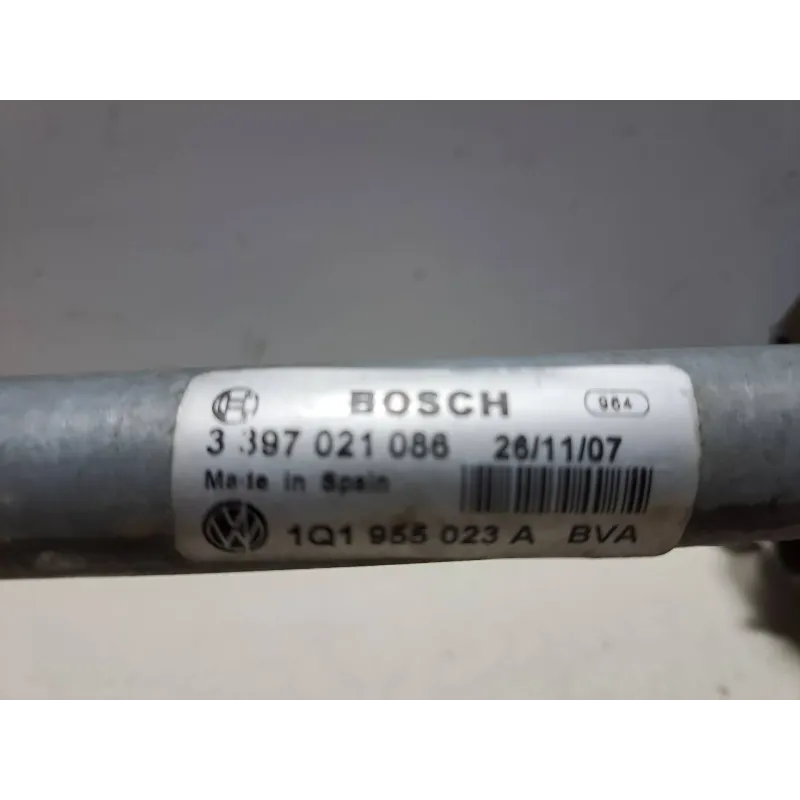 BOSCH 964
3 397 021 086 26/11/07
Made in Spain
1Q1 955 023 A BVA